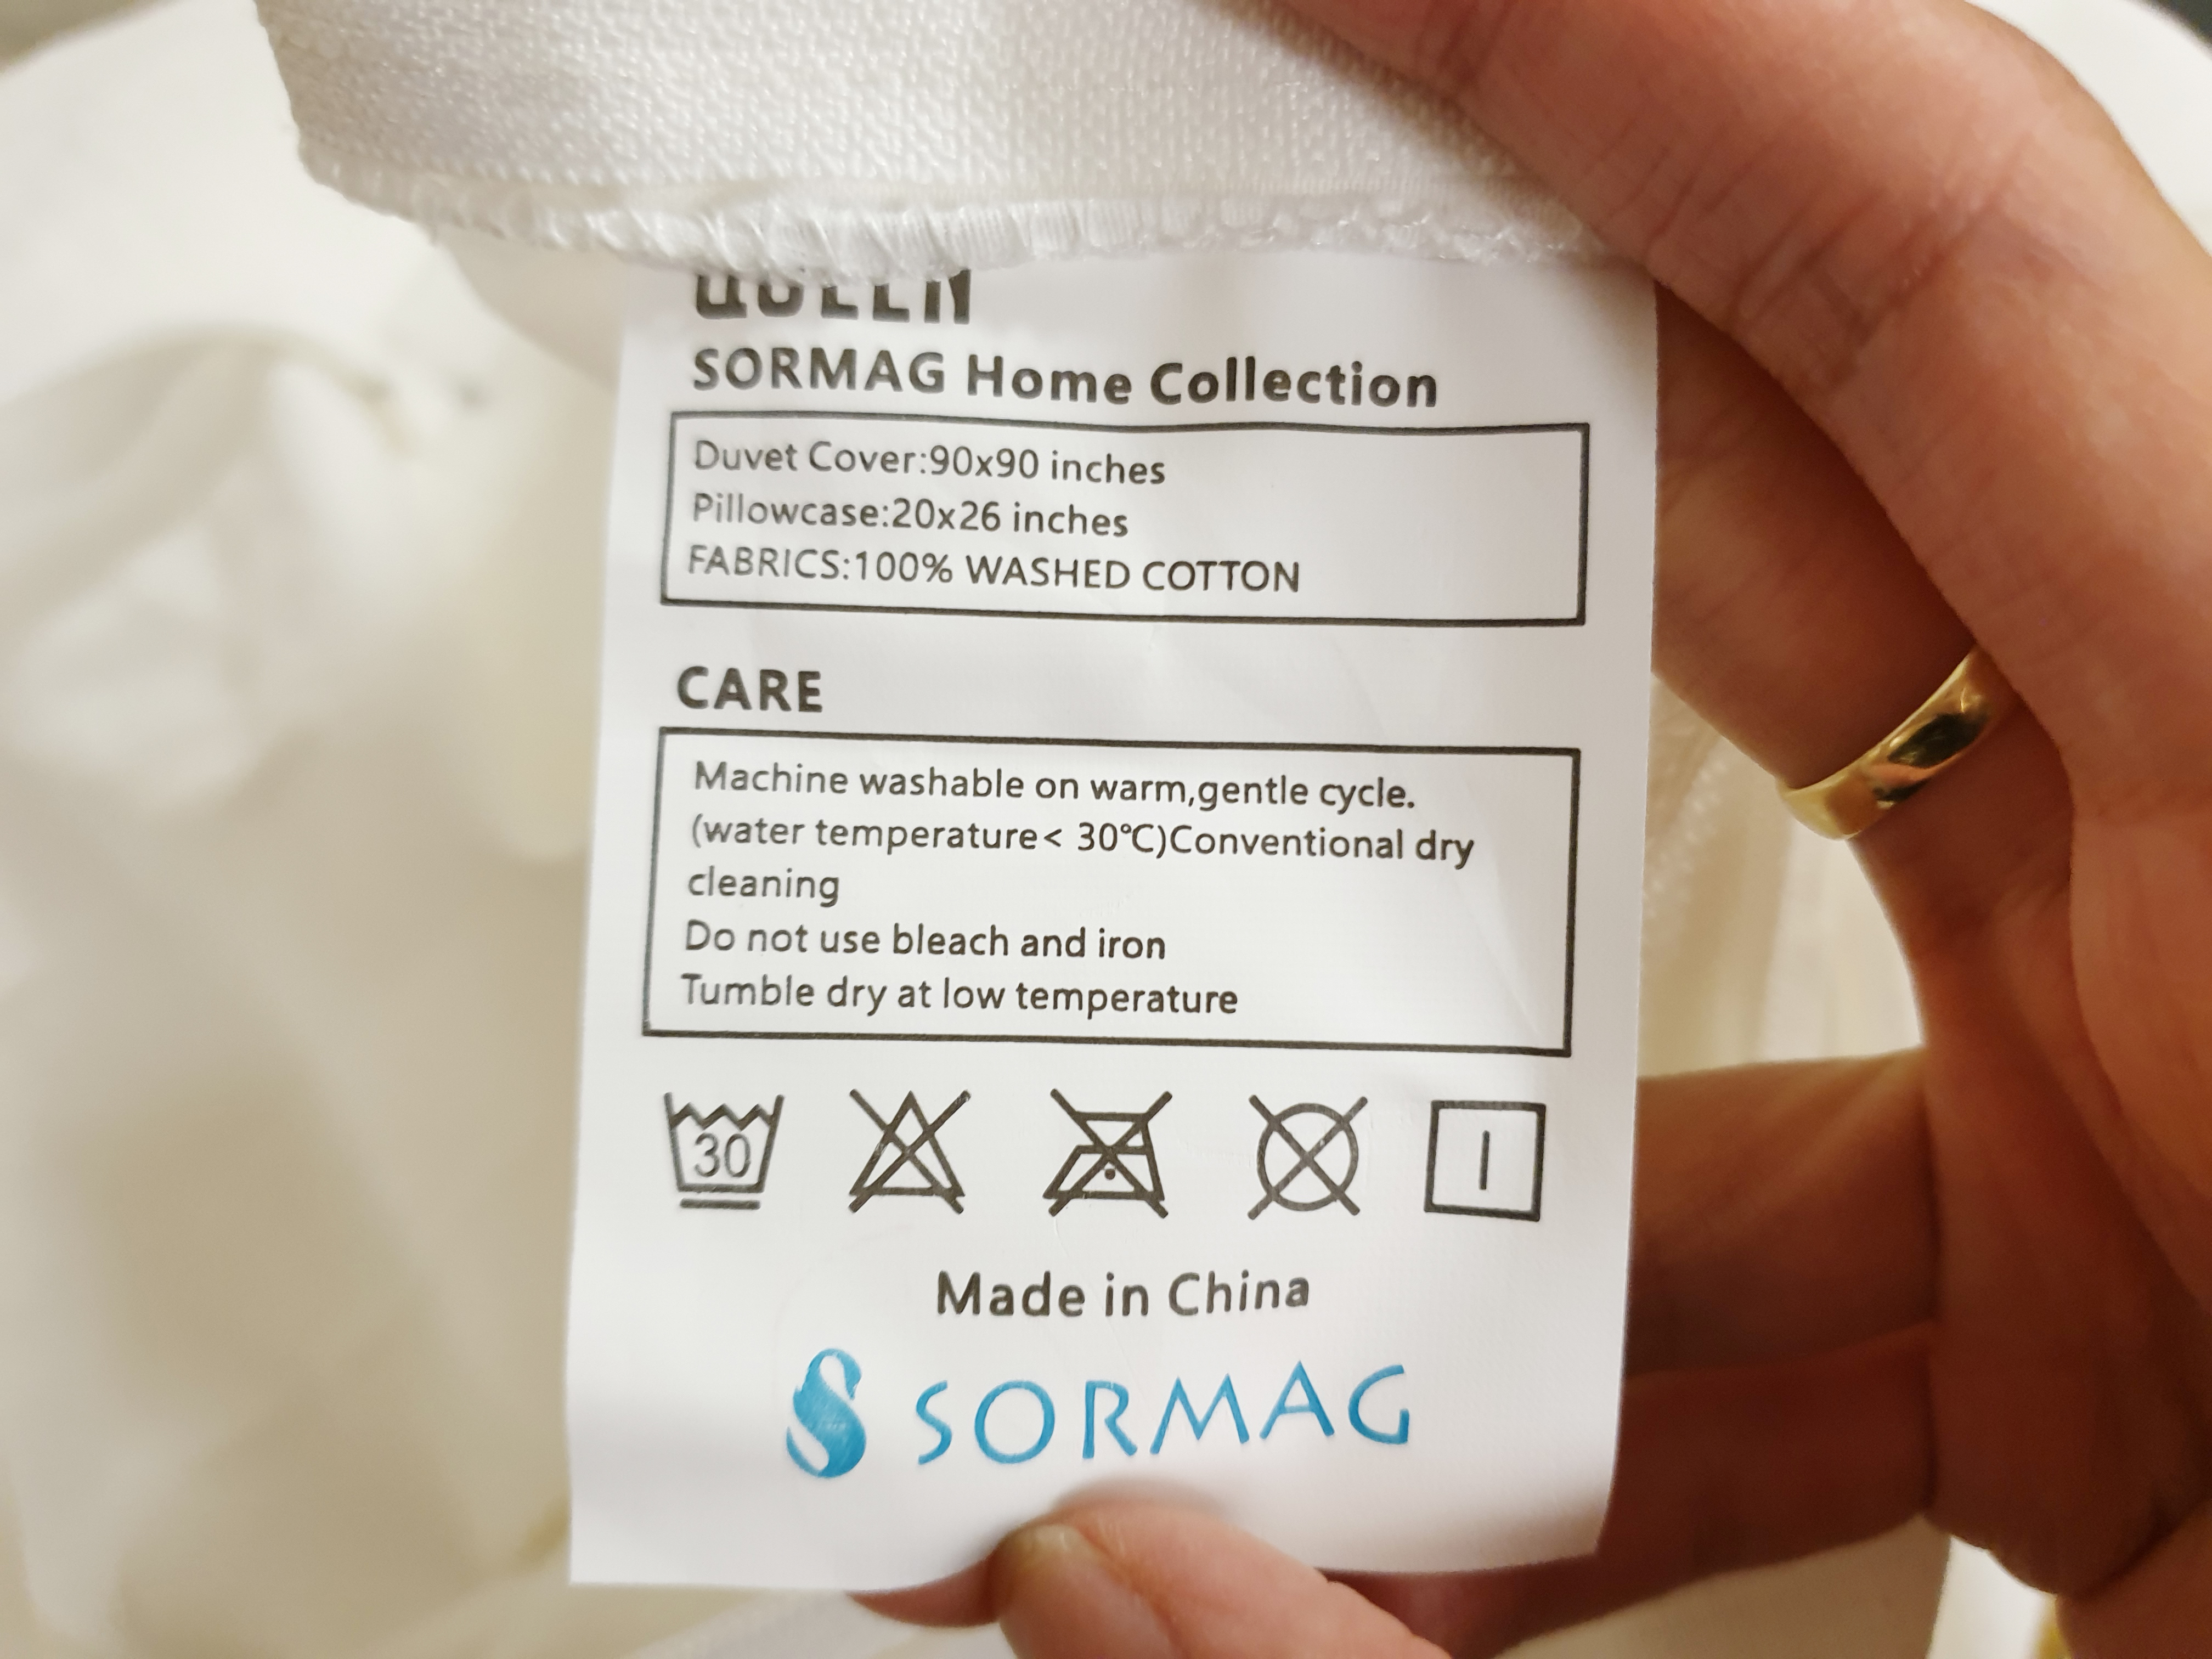 QUEEN
SORMAG Home Collection
Duvet Cover:90x90 inches
Pillowcase:20x26 inches
FABRICS:100% WASHED COTTON
CARE
Machine washable on warm,gentle cycle.
(water temperature< 30℃)Conventional dry
cleaning
Do not use bleach and iron
Tumble dry at low temperature
30
Made in China
SORMAG